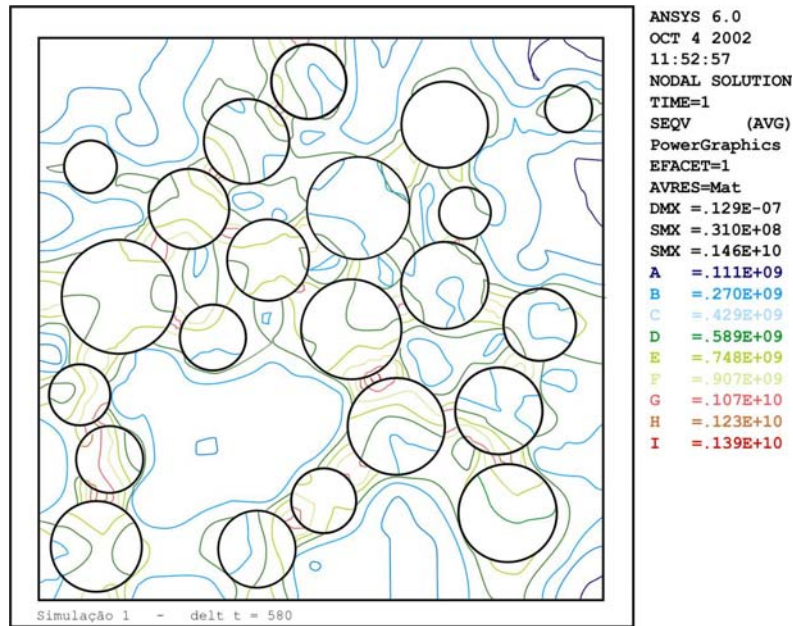 ANSYS 6.0
OCT 4 2002
11:52:57
NODAL SOLUTION
TIME=1
SEQV (AVG)
PowerGraphics
EFACET=1
AVRES=Mat
DMX =.129E-07
SMX =.310E+08
SMX =.146E+10
A =.111E+09
B =.270E+09
C =.429E+09
D =.589E+09
E =.748E+09
F =.907E+09
G =.107E+10
H =.123E+10
I =.139E+10
Simulação 1 - delt t = 580